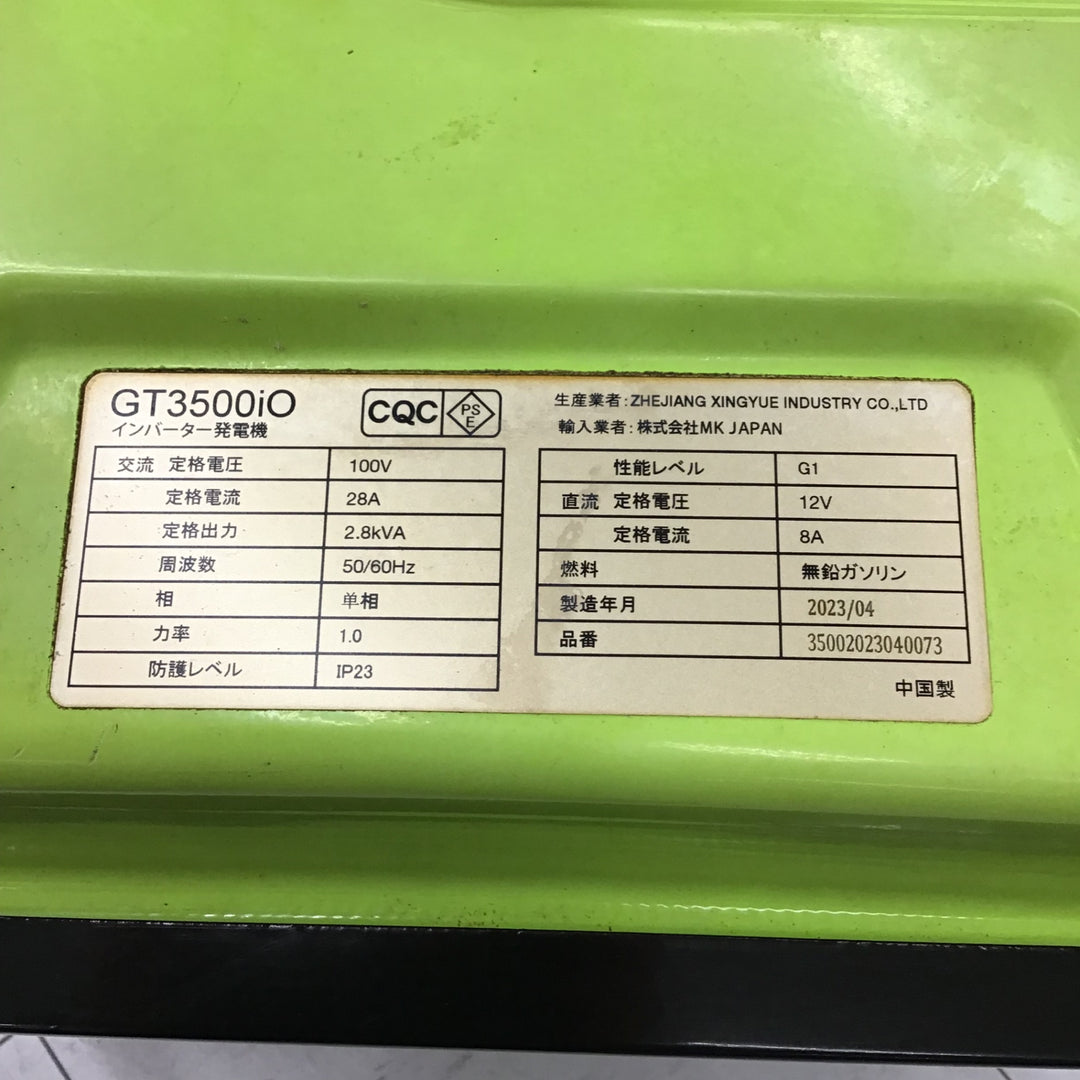 GT3500iO
インバーター発電機
CQC
PS
E
交流 定格電圧 100V
定格電流 28A
定格出力 2.8kVA
周波数 50/60Hz
相 単相
力率 1.0
防護レベル IP23
生産業者:ZHEJIANG XINGYUE INDUSTRY CO.,LTD
輸入業者:株式会社MK JAPAN
性能レベル G1
直流 定格電圧 12V
定格電流 8A
燃料 無鉛ガソリン
製造年月 2023/04
品番 35002023040073
中国製